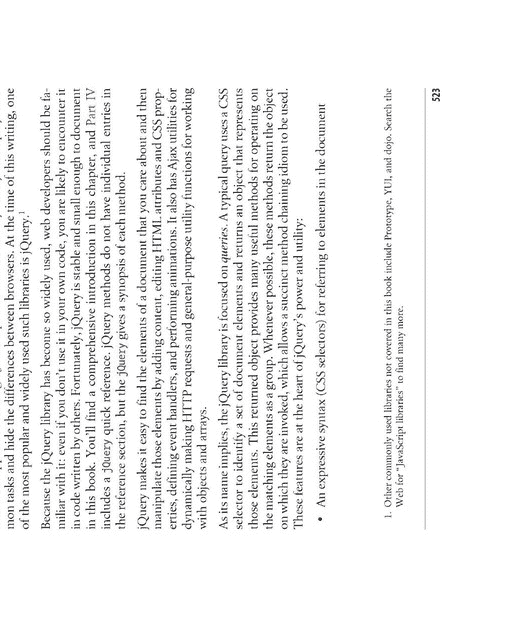 mon tasks and hide the differences between browsers. At the time of this writing, one
of the most popular and widely used such libraries is jQuery.1
Because the jQuery library has become so widely used, web developers should be fa-
miliar with it: even if you don't use it in your own code, you are likely to encounter it
in code written by others. Fortunately, jQuery is stable and small enough to document
in this book. You'll find a comprehensive introduction in this chapter, and Part IV
includes a jQuery quick reference. jQuery methods do not have individual entries in
the reference section, but the jQuery gives a synopsis of each method.
jQuery makes it easy to find the elements of a document that you care about and then
manipulate those elements by adding content, editing HTML attributes and CSS prop-
erties, defining event handlers, and performing animations. It also has Ajax utilities for
dynamically making HTTP requests and general-purpose utility functions for working
with objects and arrays.
As its name implies, the jQuery library is focused on queries. A typical query uses a CSS
selector to identify a set of document elements and returns an object that represents
those elements. This returned object provides many useful methods for operating on
the matching elements as a group. Whenever possible, these methods return the object
on which they are invoked, which allows a succinct method chaining idiom to be used.
These features are at the heart of jQuery's power and utility:
• An expressive syntax (CSS selectors) for referring to elements in the document
1. Other commonly used libraries not covered in this book include Prototype, YUI, and dojo. Search the
Web for "JavaScript libraries" to find many more.
523